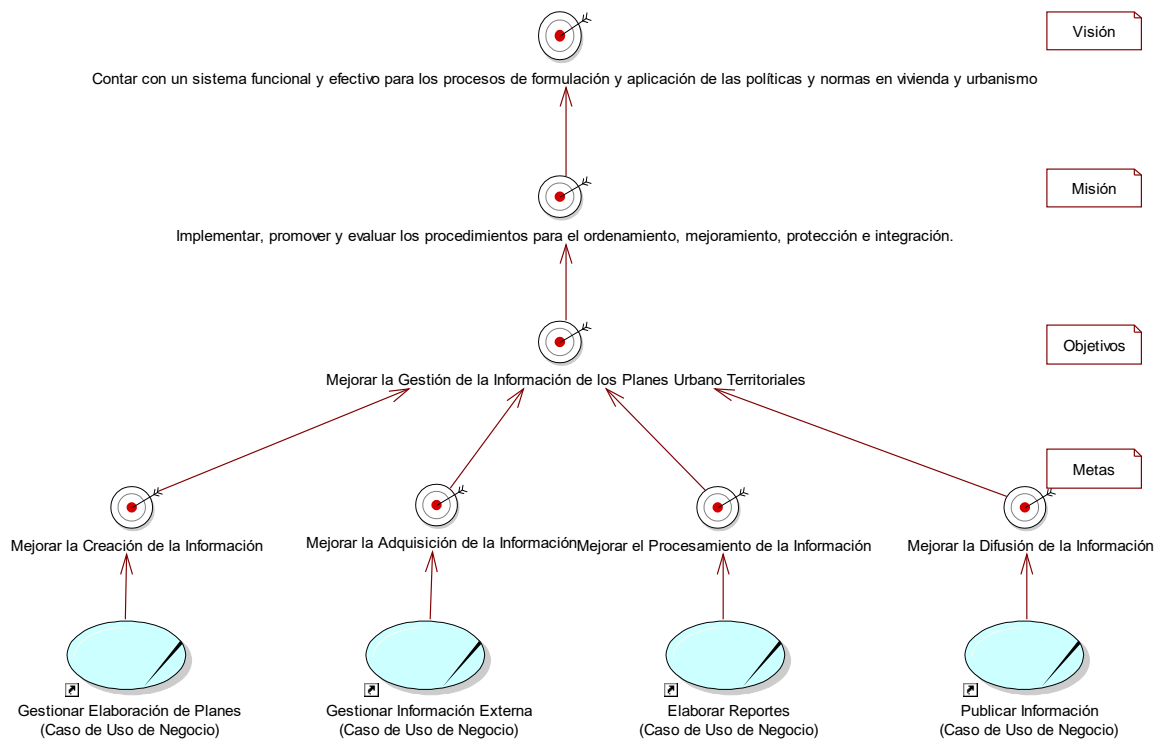 Visión
Contar con un sistema funcional y efectivo para los procesos de formulación y aplicación de las políticas y normas en vivienda y urbanismo
Misión
Implementar, promover y evaluar los procedimientos para el ordenamiento, mejoramiento, protección e integración.
Objetivos
Mejorar la Gestión de la Información de los Planes Urbano Territoriales
Metas
Mejorar la Creación de la Información
Mejorar la Adquisición de la Información
Mejorar el Procesamiento de la Información
Mejorar la Difusión de la Información
Gestionar Elaboración de Planes
(Caso de Uso de Negocio)
Gestionar Información Externa
(Caso de Uso de Negocio)
Elaborar Reportes
(Caso de Uso de Negocio)
Publicar Información
(Caso de Uso de Negocio)